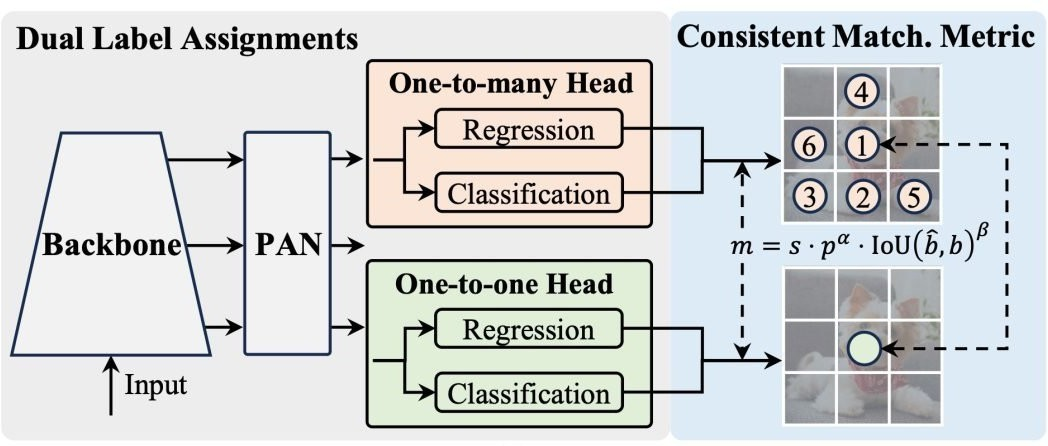 Dual Label Assignments
Consistent Match. Metric
One-to-many Head
Regression
Classification
Backbone
PAN
Input
One-to-one Head
Regression
Classification
4
6 1
3 2 5
m = s · p^α · IoU(b̂, b)^β